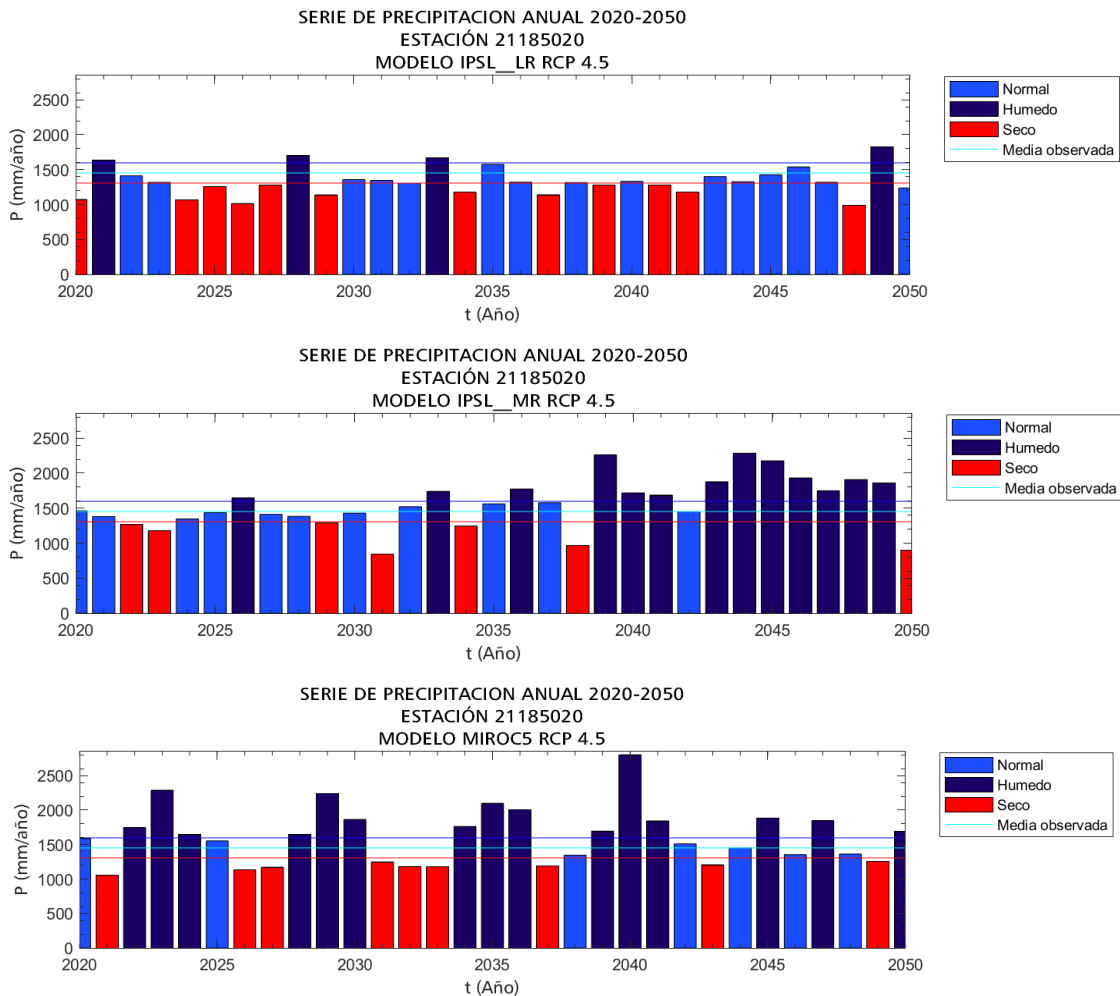 SERIE DE PRECIPITACION ANUAL 2020-2050
ESTACIÓN 21185020
MODELO IPSL__LR RCP 4.5
P (mm/año)
2500
2000
1500
1000
500
0
2020
2025
2030
2035
2040
2045
2050
t (Año)
Normal
Humedo
Seco
Media observada
SERIE DE PRECIPITACION ANUAL 2020-2050
ESTACIÓN 21185020
MODELO IPSL__MR RCP 4.5
P (mm/año)
2500
2000
1500
1000
500
0
2020
2025
2030
2035
2040
2045
2050
t (Año)
Normal
Humedo
Seco
Media observada
SERIE DE PRECIPITACION ANUAL 2020-2050
ESTACIÓN 21185020
MODELO MIROC5 RCP 4.5
P (mm/año)
2500
2000
1500
1000
500
0
2020
2025
2030
2035
2040
2045
2050
t (Año)
Normal
Humedo
Seco
Media observada